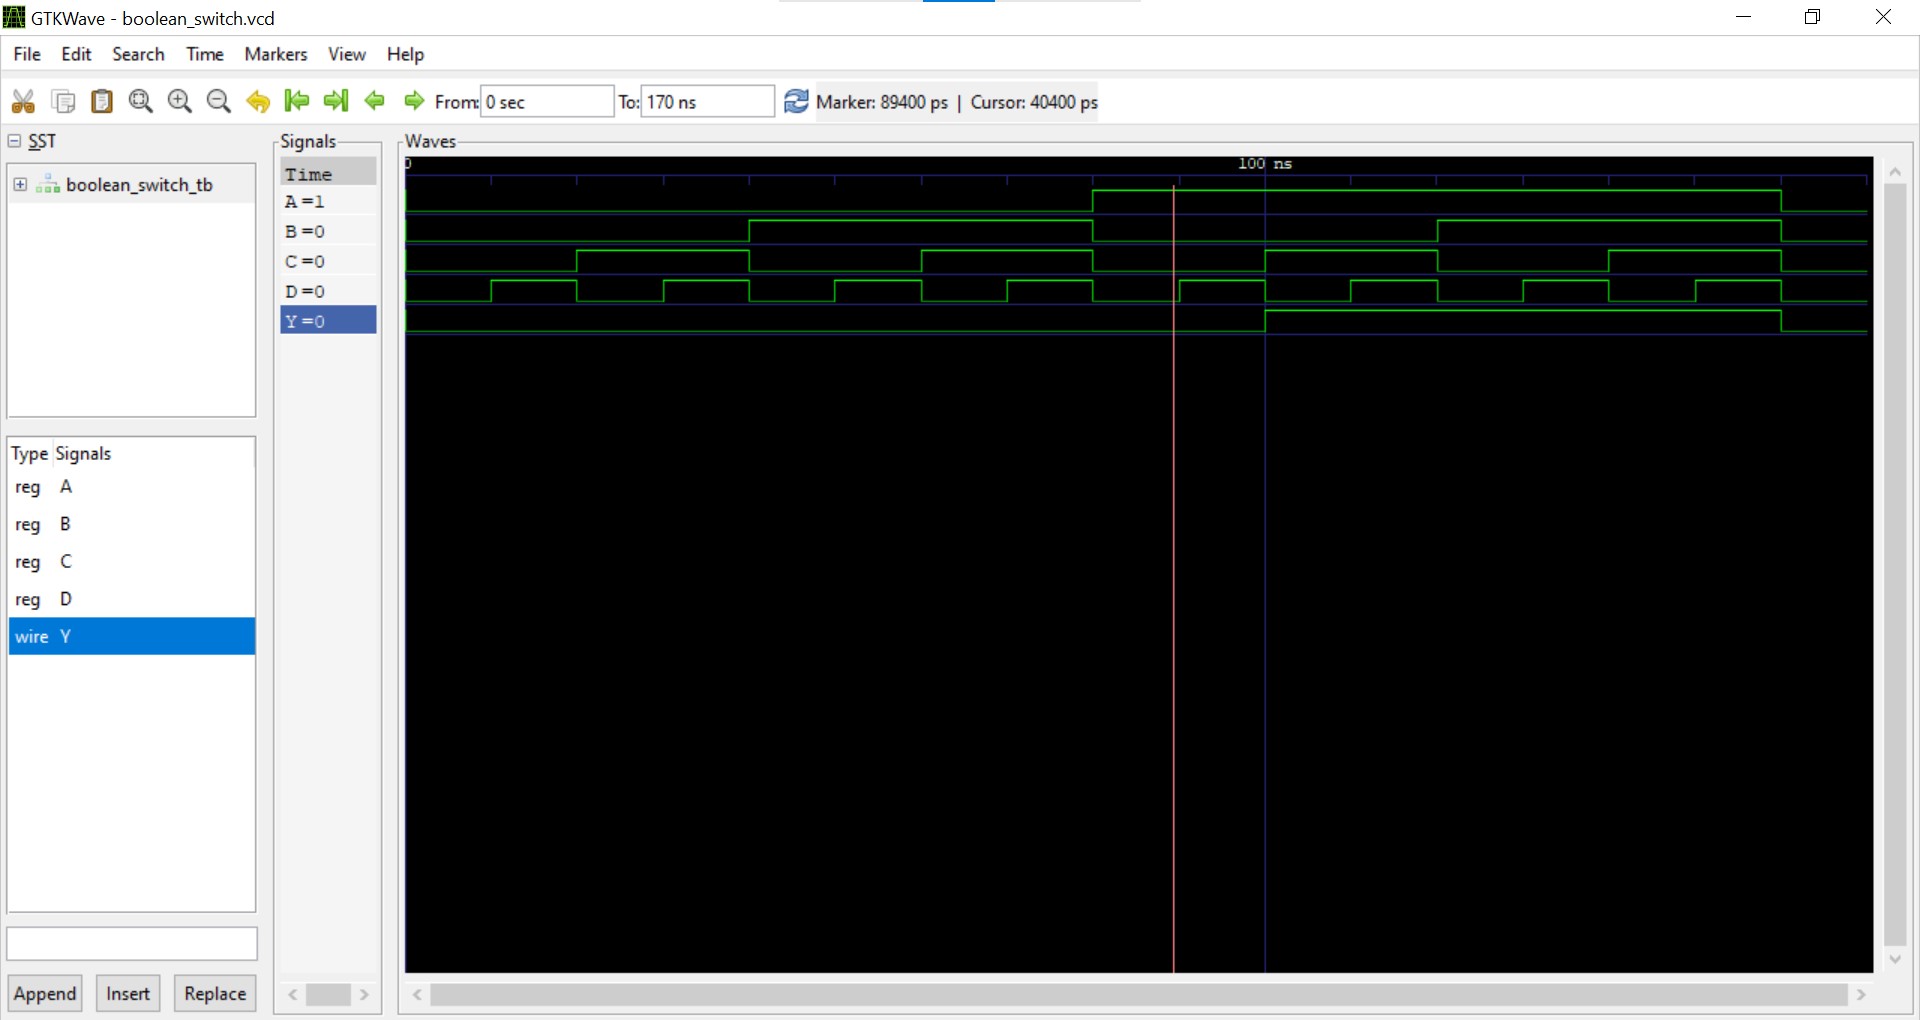 GTKWave - boolean_switch.vcd
File Edit Search Time Markers View Help
From: 0 sec To: 170 ns Marker: 89400 ps | Cursor: 40400 ps
SST
boolean_switch_tb
Type Signals
reg A
reg B
reg C
reg D
wire Y
Append Insert Replace
Signals
Time
A=1
B=0
C=0
D=0
Y=0
Waves
0 100 ns